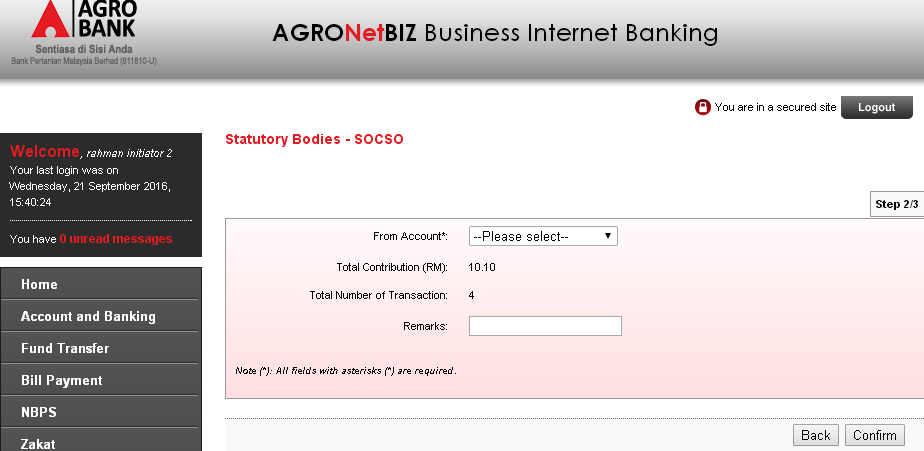 AGRO
BANK
Sentiasa di Sisi Anda
Bank Pertanian Malaysia Berhad (811810-U)
AGRONetBIZ Business Internet Banking
You are in a secured site
Logout
Welcome, rahman initiator 2
Your last login was on
Wednesday, 21 September 2016,
15:40:24
You have 0 unread messages
Home
Account and Banking
Fund Transfer
Bill Payment
NBPS
Zakat
Statutory Bodies - SOCSO
Step 2/3
From Account*: --Please select--
Total Contribution (RM): 10.10
Total Number of Transaction: 4
Remarks:
Note (*): All fields with asterisks (*) are required.
Back Confirm